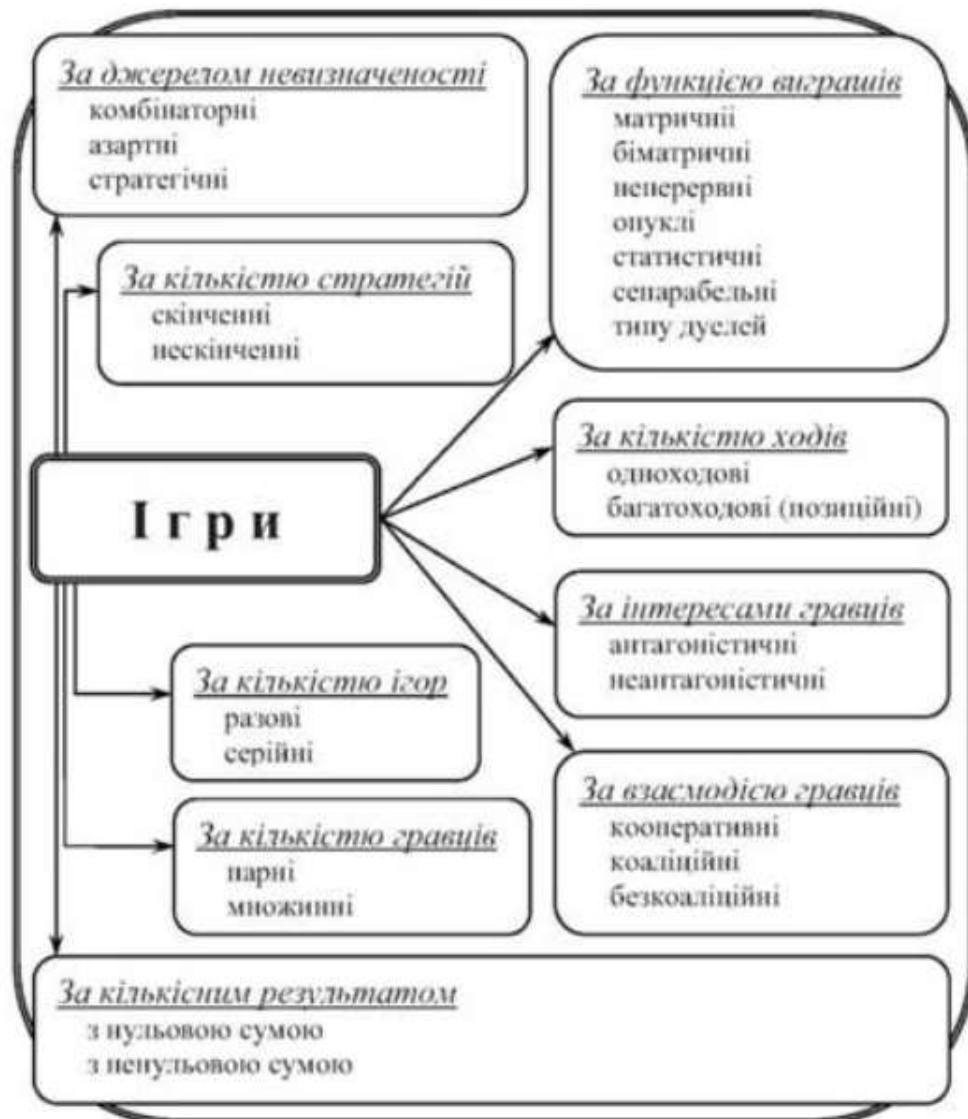 За джерелом невизначеності
комбінаторні
азартні
стратегічні
За функцією виграшів
матричніі
біматричні
неперервні
опуклі
статистичні
сепарабельні
типу дуелей
За кількістю стратегій
скінченні
нескінченні
За кількістю ходів
одноходові
багатоходові (позиційні)
Ігри
За інтересами гравців
антагоністичні
неантагоністичні
За кількістю ігор
разові
серійні
За взаємодією гравців
кооперативні
коаліційні
безкоаліційні
За кількістю гравців
парні
множинні
За кількісним результатом
з нульовою сумою
з ненульовою сумою